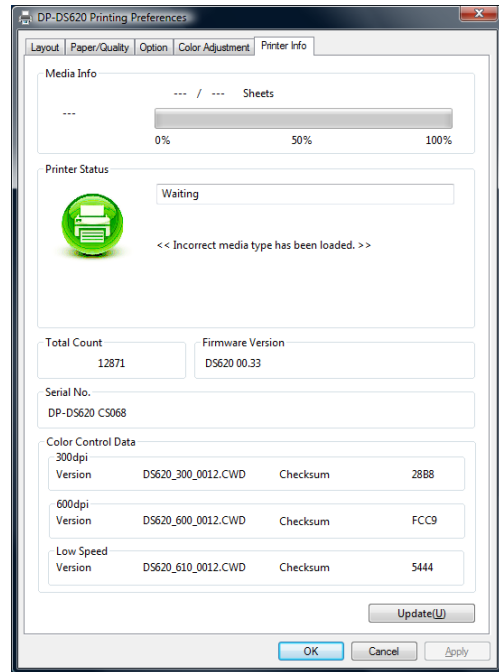 DP-DS620 Printing Preferences
Layout Paper/Quality Option Color Adjustment Printer Info
Media Info
--- / --- Sheets
---
0% 50% 100%
Printer Status
Waiting
<< Incorrect media type has been loaded. >>
Total Count Firmware Version
12871 DS620 00.33
Serial No.
DP-DS620 CS068
Color Control Data
300dpi
Version DS620_300_0012.CWD Checksum 28B8
600dpi
Version DS620_600_0012.CWD Checksum FCC9
Low Speed
Version DS620_610_0012.CWD Checksum 5444
Update(U)
OK Cancel Apply